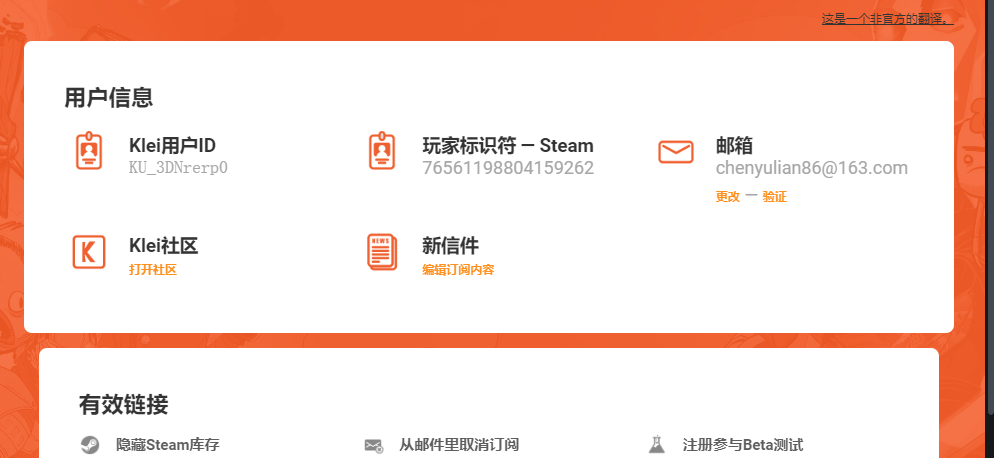 这是一个非官方的翻译。
用户信息
Klei用户ID
KU_3DNrerp0
玩家标识符 — Steam
76561198804159262
邮箱
chenyulian86@163.com
更改 — 验证
K
Klei社区
打开社区
NEWS
新信件
编辑订阅内容
有效链接
隐藏Steam库存
从邮件里取消订阅
注册参与Beta测试